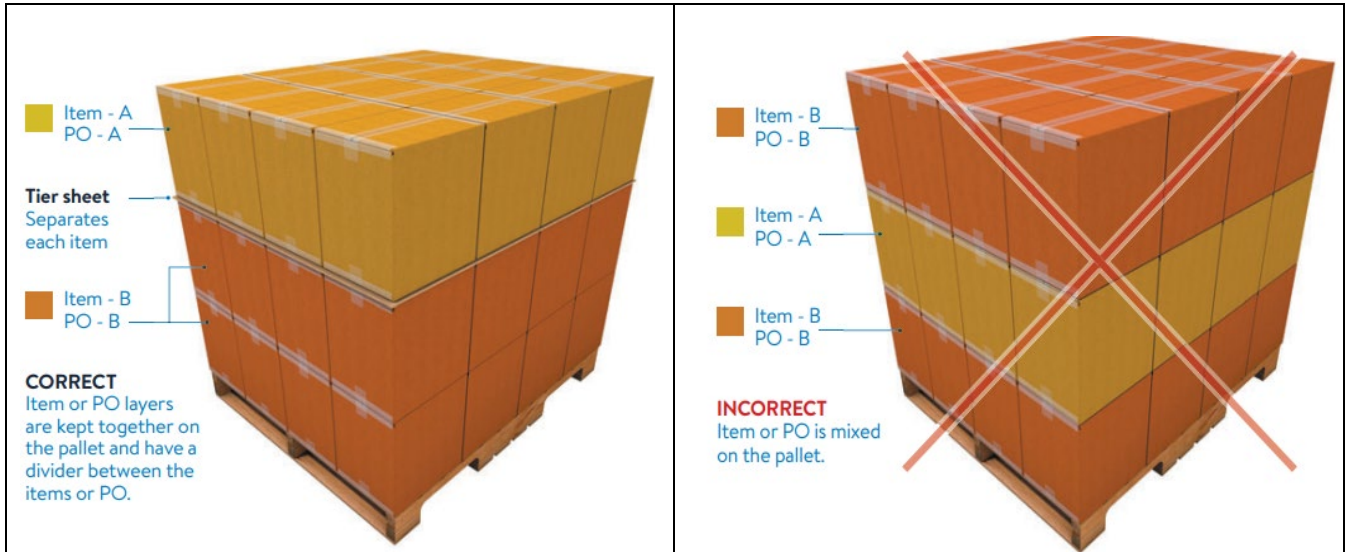 Item - A
PO - A
Tier sheet
Separates
each item
Item - B
PO - B
CORRECT
Item or PO layers
are kept together on
the pallet and have a
divider between the
items or PO.
Item - B
PO - B
Item - A
PO - A
Item - B
PO - B
INCORRECT
Item or PO is mixed
on the pallet.